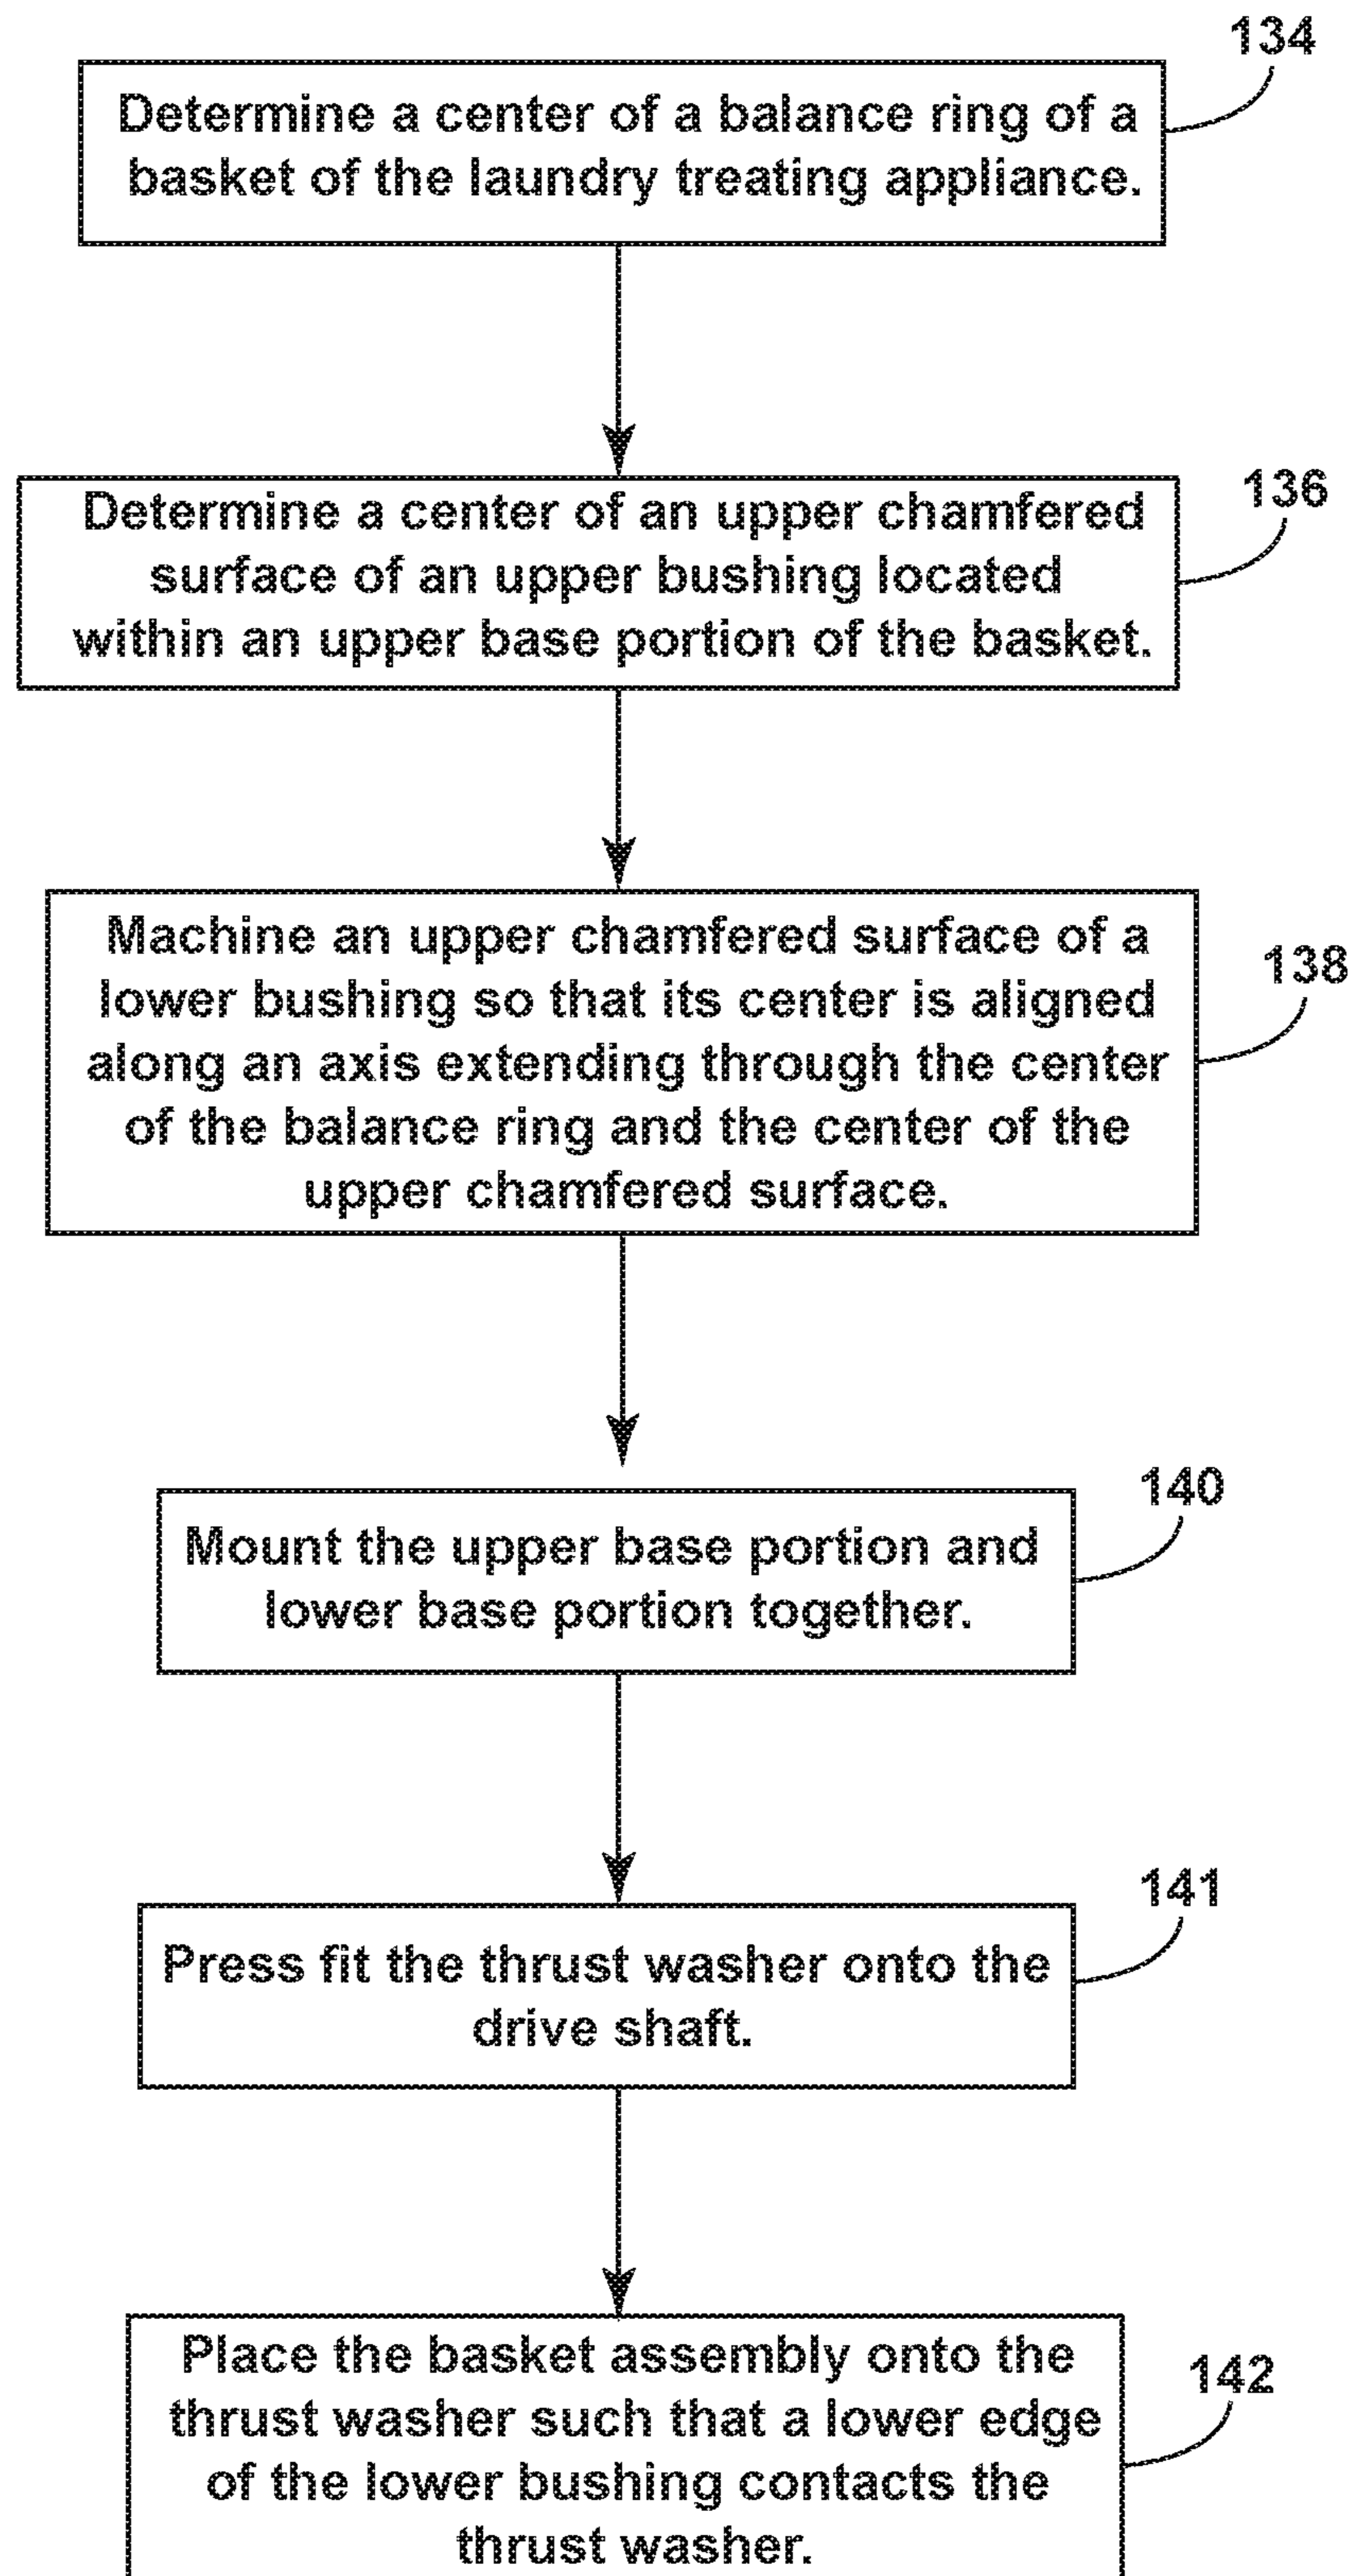 134
Determine a center of a balance ring of a
basket of the laundry treating appliance.
136
Determine a center of an upper chamfered
surface of an upper bushing located
within an upper base portion of the basket.
138
Machine an upper chamfered surface of a
lower bushing so that its center is aligned
along an axis extending through the center
of the balance ring and the center of the
upper chamfered surface.
140
Mount the upper base portion and
lower base portion together.
141
Press fit the thrust washer onto the
drive shaft.
142
Place the basket assembly onto the
thrust washer such that a lower edge
of the lower bushing contacts the
thrust washer.